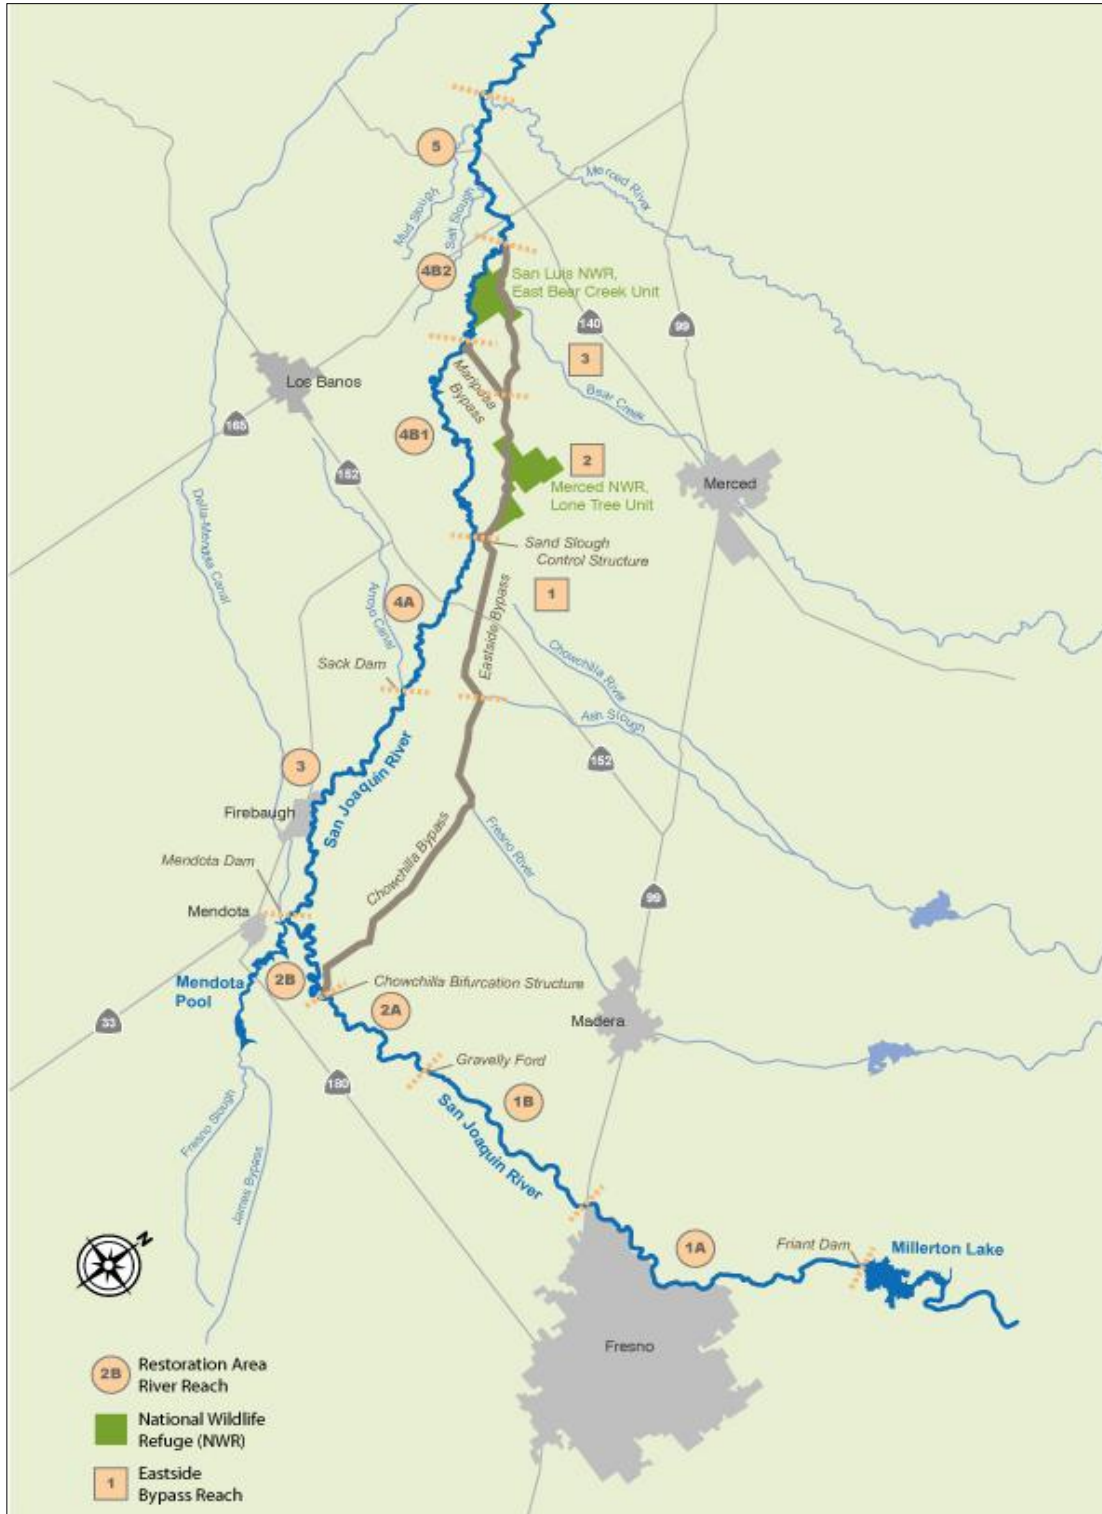 5
Merced River
Mud Slough
Salt Slough
4B2
San Luis NWR,
East Bear Creek Unit
140
99
3
Los Banos
Mariposa
Bypass
Bear Creek
165
4B1
152
2
Merced NWR,
Lone Tree Unit
Merced
Delta-Mendota Canal
Sand Slough
Control Structure
Eastside Bypass
1
4A
Arroyo Canal
Chowchilla River
Sack Dam
Ash Slough
152
3
San Joaquin River
Firebaugh
Fresno River
Chowchilla Bypass
Mendota Dam
99
Mendota
Mendota
Pool
2B
Chowchilla Bifurcation Structure
2A
Madera
33
Gravelly Ford
180
1B
San Joaquin River
Fresno Slough
James Bypass
N
1A
Friant Dam
Millerton Lake
Fresno
2B
Restoration Area
River Reach
National Wildlife
Refuge (NWR)
1
Eastside
Bypass Reach